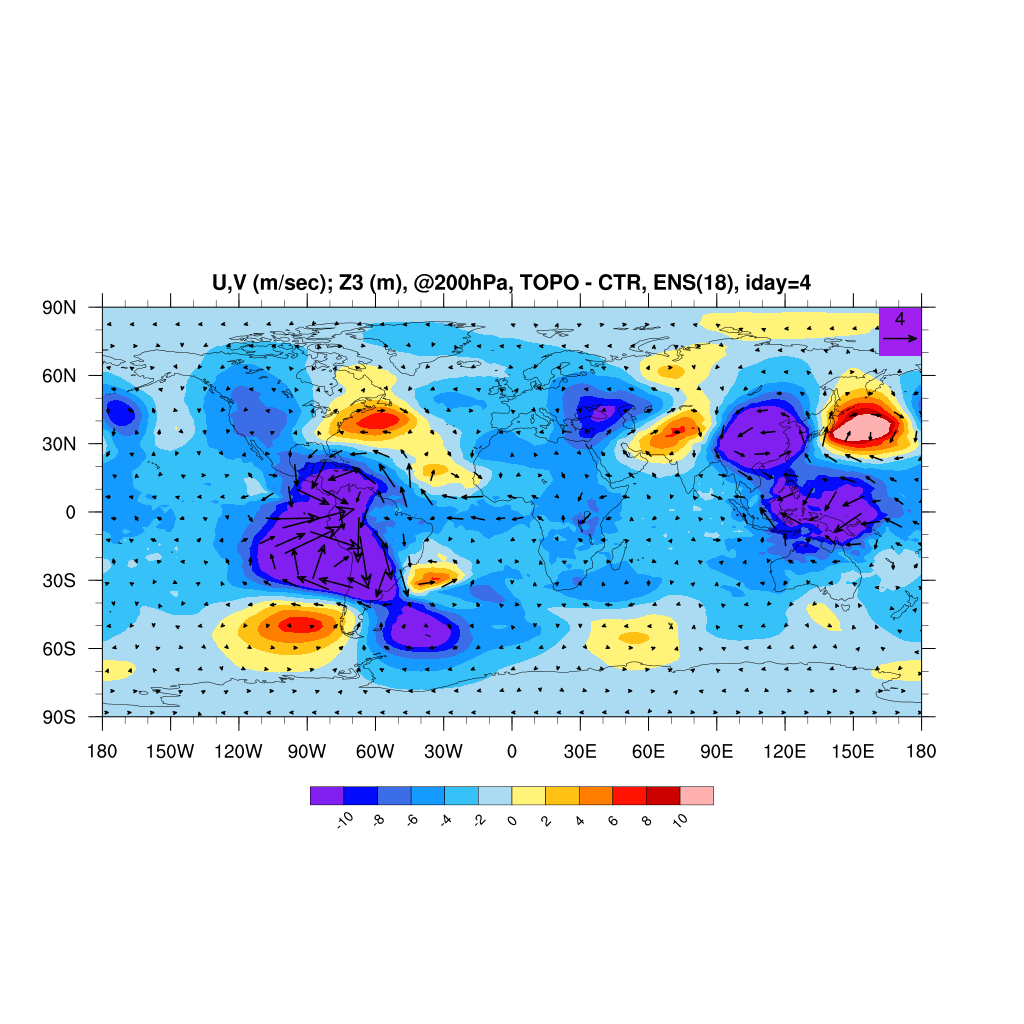 U,V (m/sec); Z3 (m), @200hPa, TOPO - CTR, ENS(18), iday=4
90N
4
60N
30N
0
30S
60S
90S
180 150W 120W 90W 60W 30W 0 30E 60E 90E 120E 150E 180
-10 -8 -6 -4 -2 0 2 4 6 8 10